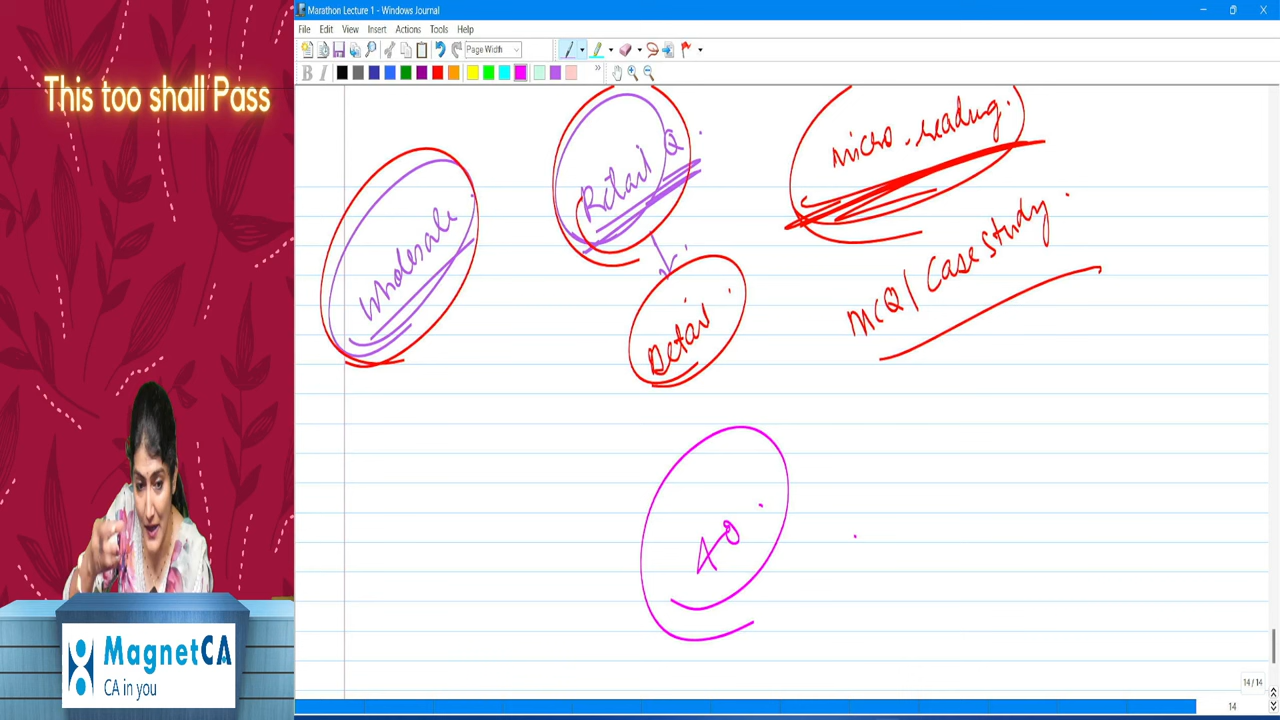 Marathon Lecture 1 - Windows Journal
File Edit View Insert Actions Tools Help
Page Width
B I
This too shall Pass
Wholesale
Retail Q.
micro-reading.
Detail
MCQ/ Case Study.
40
MagnetCA
CA in you
14/14
14